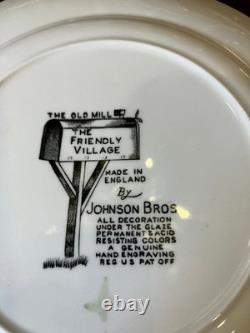 THE OLD MILL
THE
FRIENDLY
VILLAGE
MADE IN
ENGLAND
By
JOHNSON BROS
ALL DECORATION
UNDER THE GLAZE
PERMANENT & ACID
RESISTING COLORS
A GENUINE
HAND ENGRAVING
REG US PAT OFF